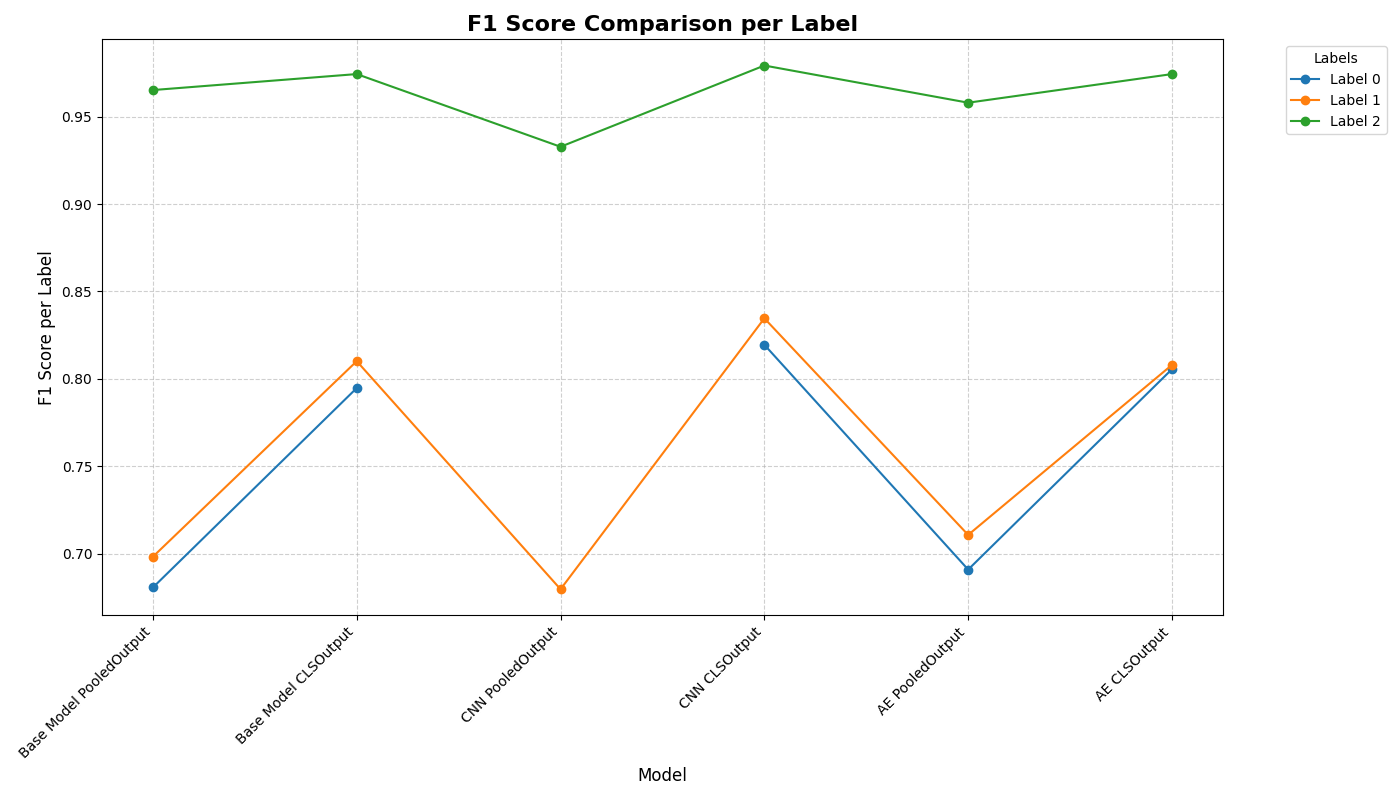 F1 Score Comparison per Label
Labels
Label 0
Label 1
Label 2
F1 Score per Label
0.95
0.90
0.85
0.80
0.75
0.70
Base Model PooledOutput
Base Model CLSOutput
CNN PooledOutput
CNN CLSOutput
AE PooledOutput
AE CLSOutput
Model